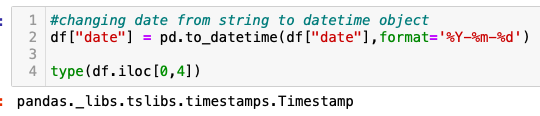 1 #changing date from string to datetime object
2 df["date"] = pd.to_datetime(df["date"],format='%Y-%m-%d')
3
4 type(df.iloc[0,4])
pandas._libs.tslibs.timestamps.Timestamp